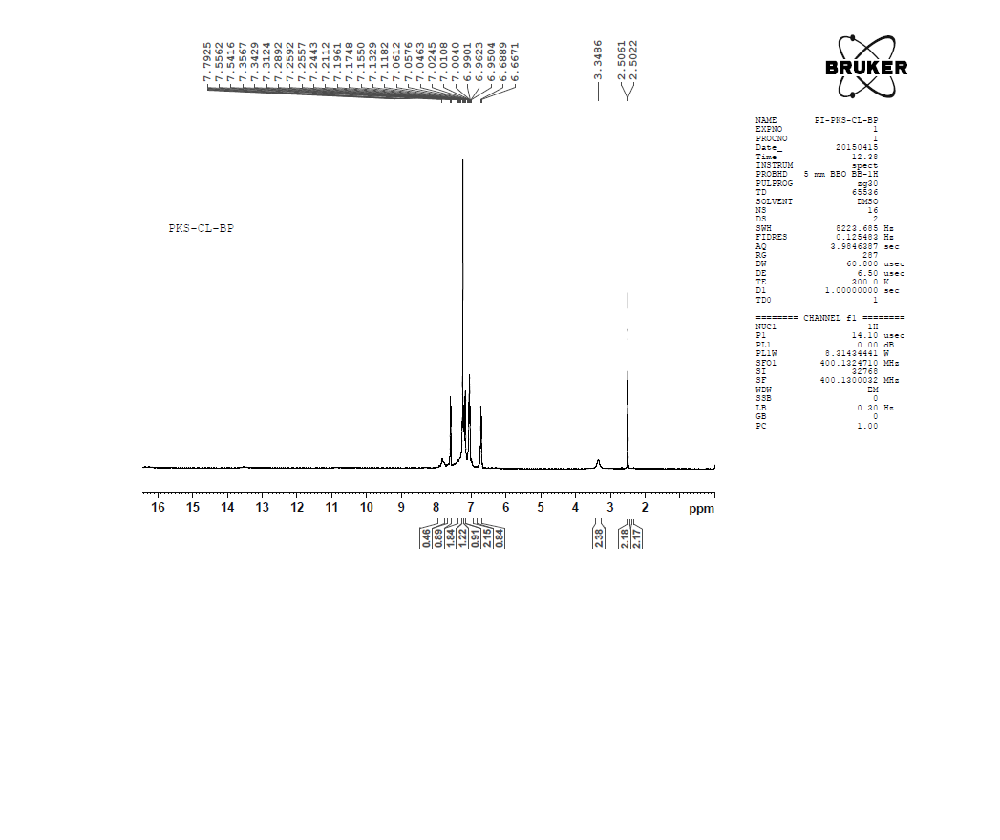 7.7925
7.5562
7.5416
7.3567
7.3429
7.3124
7.2892
7.2592
7.2557
7.2443
7.2112
7.1961
7.1748
7.1550
7.1329
7.1182
7.0612
7.0576
7.0463
7.0245
7.0108
7.0040
6.9901
6.9623
6.9504
6.6889
6.6671
3.3486
2.5061
2.5022
BRUKER
PKS-CL-BP
NAME PI-PKS-CL-BP
EXPNO 1
PROCNO 1
Date_ 20150415
Time 12.38
INSTRUM spect
PROBHD 5 mm BBO BB-1H
PULPROG zg30
TD 65536
SOLVENT DMSO
NS 16
DS 2
SWH 8223.685 Hz
FIDRES 0.125483 Hz
AQ 3.9846387 sec
RG 287
DW 60.800 usec
DE 6.50 usec
TE 300.0 K
D1 1.00000000 sec
TD0 1
======== CHANNEL f1 ========
NUC1 1H
P1 14.10 usec
PL1 0.00 dB
PL1W 8.31434441 W
SFO1 400.1324710 MHz
SI 32768
SF 400.1300032 MHz
WDW EM
SSB 0
LB 0.30 Hz
GB 0
PC 1.00
16 15 14 13 12 11 10 9 8 7 6 5 4 3 2 ppm
0.46
0.89
1.84
1.22
0.91
2.15
0.84
2.38
2.18
2.17